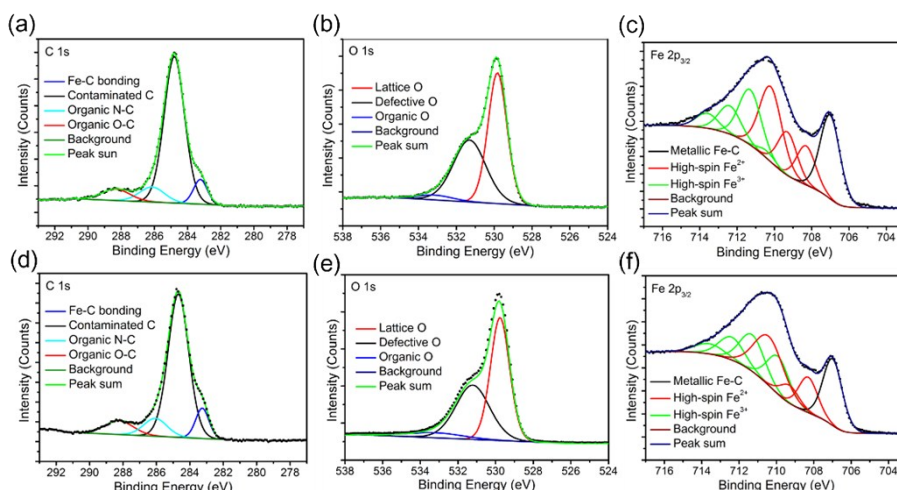 (a)
C 1s
Fe-C bonding
Contaminated C
Organic N-C
Organic O-C
Background
Peak sun
Intensity (Counts)
292 290 288 286 284 282 280 278
Binding Energy (eV)
(b)
O 1s
Lattice O
Defective O
Organic O
Background
Peak sum
Intensity (Counts)
538 536 534 532 530 528 526 524
Binding Energy (eV)
(c)
Fe 2p3/2
Metallic Fe-C
High-spin Fe2+
High-spin Fe3+
Background
Peak sum
Intensity (Counts)
716 714 712 710 708 706 704
Binding Energy (eV)
(d)
C 1s
Fe-C bonding
Contaminated C
Organic N-C
Organic O-C
Background
Peak sum
Intensity (Counts)
292 290 288 286 284 282 280 278
Binding Energy (eV)
(e)
O 1s
Lattice O
Defective O
Organic O
Background
Peak sum
Intensity (Counts)
538 536 534 532 530 528 526 524
Binding Energy (eV)
(f)
Fe 2p3/2
Metallic Fe-C
High-spin Fe2+
High-spin Fe3+
Background
Peak sum
Intensity (Counts)
716 714 712 710 708 706 704
Binding Energy (eV)